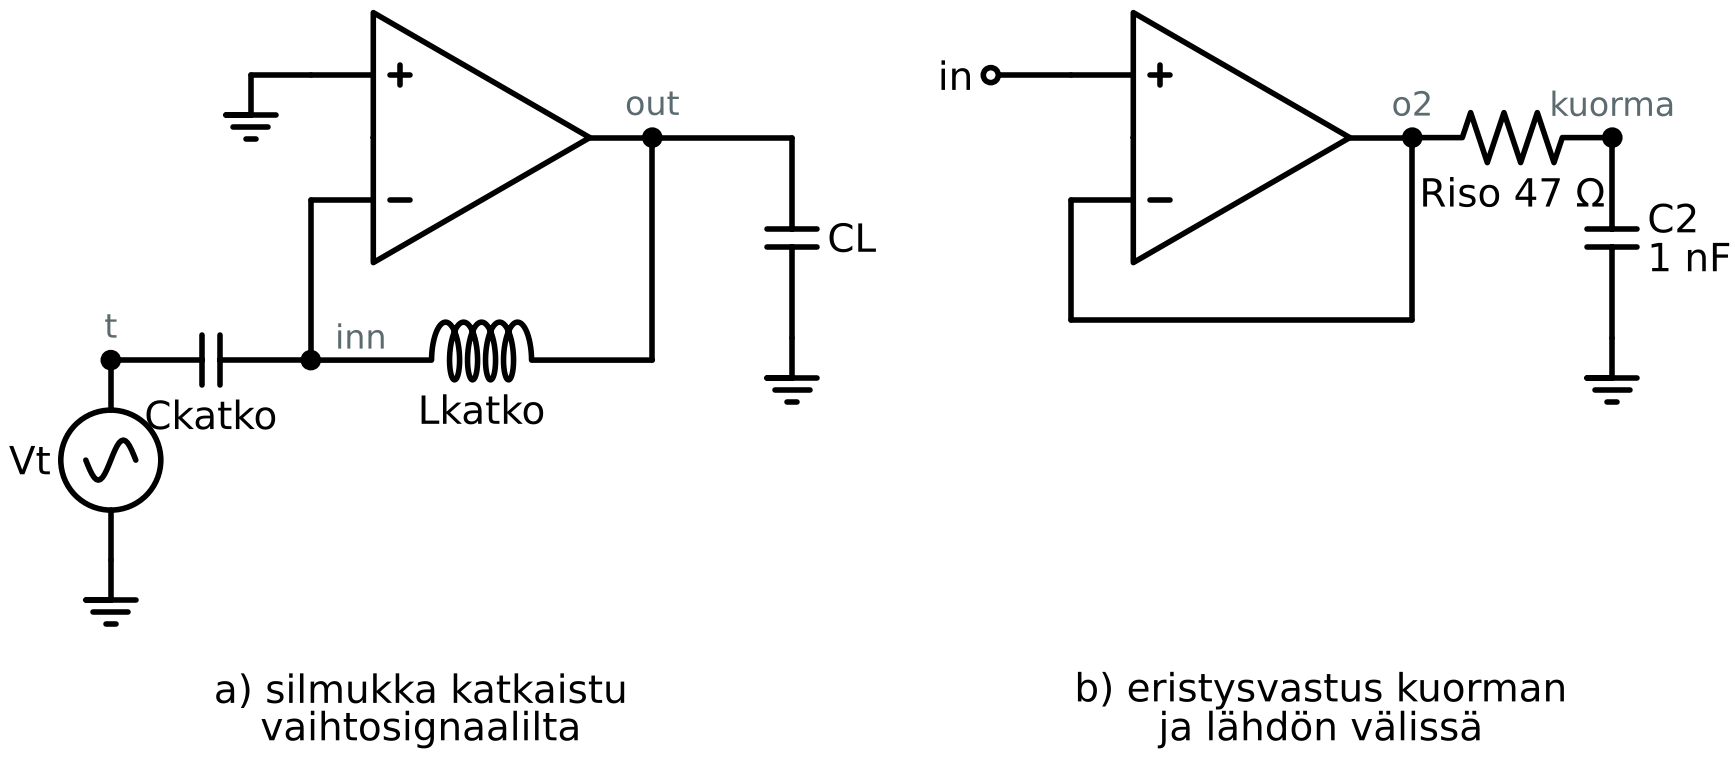 +
−
out
CL
t
inn
Ckatko
Lkatko
Vt
a) silmukka katkaistu
vaihtosignaalilta
in
+
−
o2
kuorma
Riso 47 Ω
C2
1 nF
b) eristysvastus kuorman
ja lähdön välissä